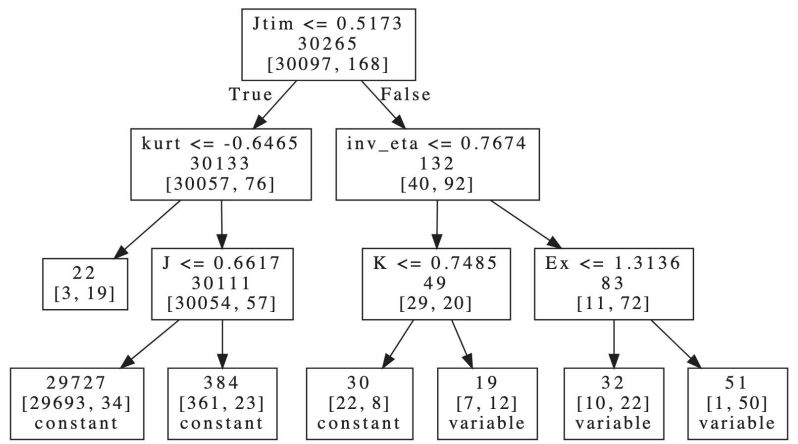 Jtim <= 0.5173
30265
[30097, 168]
True
False
kurt <= -0.6465
30133
[30057, 76]
inv_eta <= 0.7674
132
[40, 92]
22
[3, 19]
J <= 0.6617
30111
[30054, 57]
K <= 0.7485
49
[29, 20]
Ex <= 1.3136
83
[11, 72]
29727
[29693, 34]
constant
384
[361, 23]
constant
30
[22, 8]
constant
19
[7, 12]
variable
32
[10, 22]
variable
51
[1, 50]
variable